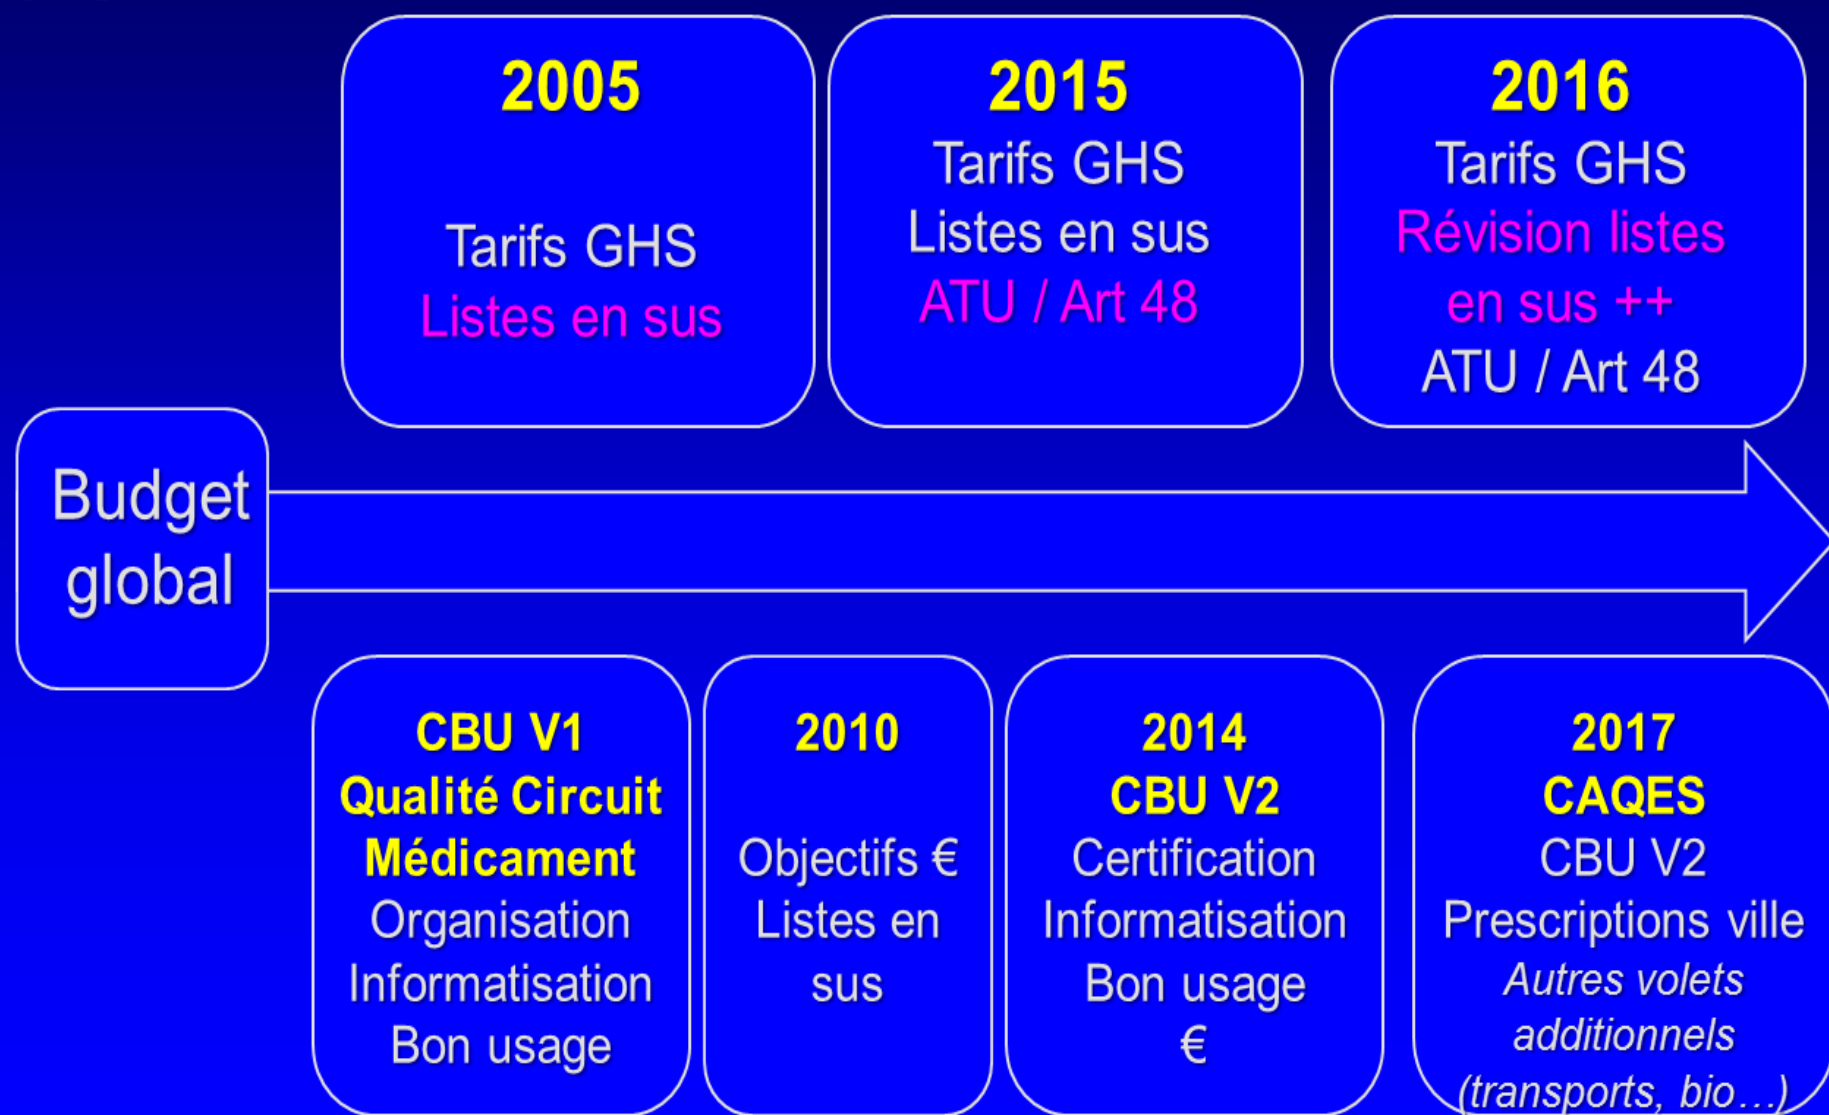 2005
Tarifs GHS
Listes en sus
2015
Tarifs GHS
Listes en sus
ATU / Art 48
2016
Tarifs GHS
Révision listes
en sus ++
ATU / Art 48
Budget
global
CBU V1
Qualité Circuit
Médicament
Organisation
Informatisation
Bon usage
2010
Objectifs €
Listes en
sus
2014
CBU V2
Certification
Informatisation
Bon usage
€
2017
CAQES
CBU V2
Prescriptions ville
Autres volets
additionnels
(transports, bio…)